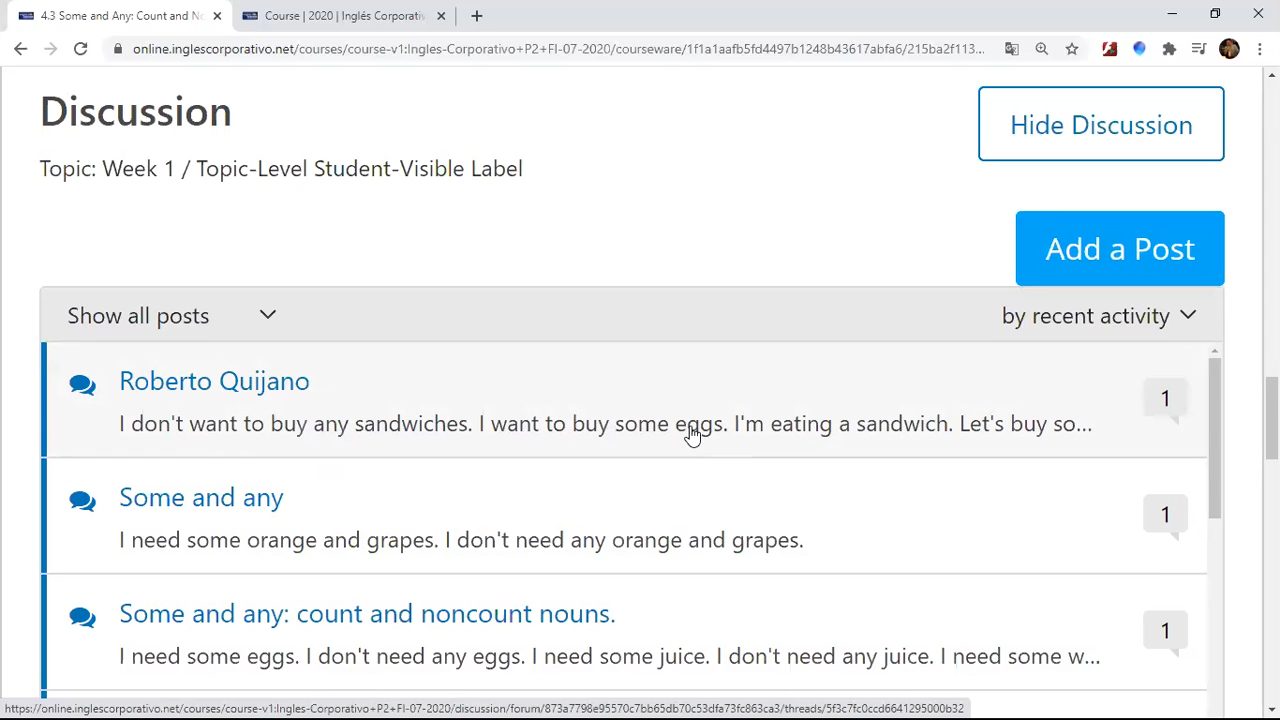 4.3 Some and Any: Count and No
Course | 2020 | Inglés Corporativ
online.inglescorporativo.net/courses/course-v1:Ingles-Corporativo+P2+FI-07-2020/courseware/1f1a1aafb5fd4497b1248b43617abfa6/215ba2f113...
Discussion
Hide Discussion
Topic: Week 1 / Topic-Level Student-Visible Label
Add a Post
Show all posts
by recent activity
Roberto Quijano
1
I don't want to buy any sandwiches. I want to buy some eggs. I'm eating a sandwich. Let's buy so...
Some and any
1
I need some orange and grapes. I don't need any orange and grapes.
Some and any: count and noncount nouns.
1
I need some eggs. I don't need any eggs. I need some juice. I don't need any juice. I need some w...
https://online.inglescorporativo.net/courses/course-v1:Ingles-Corporativo+P2+FI-07-2020/discussion/forum/873a7798e95570c7bb65db70c53dfa73fc863ca3/threads/5f3c7fc0ccd6641295000b32